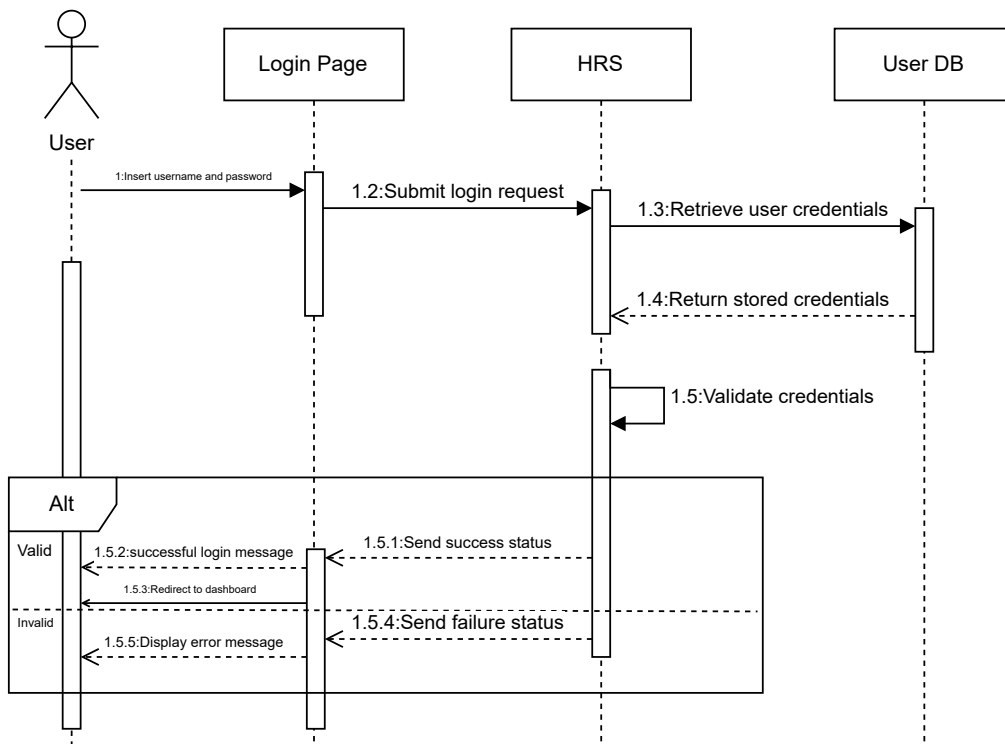 Login Page
HRS
User DB
User
1:Insert username and password
1.2:Submit login request
1.3:Retrieve user credentials
1.4:Return stored credentials
1.5:Validate credentials
Alt
Valid
1.5.1:Send success status
1.5.2:successful login message
1.5.3:Redirect to dashboard
Invalid
1.5.4:Send failure status
1.5.5:Display error message